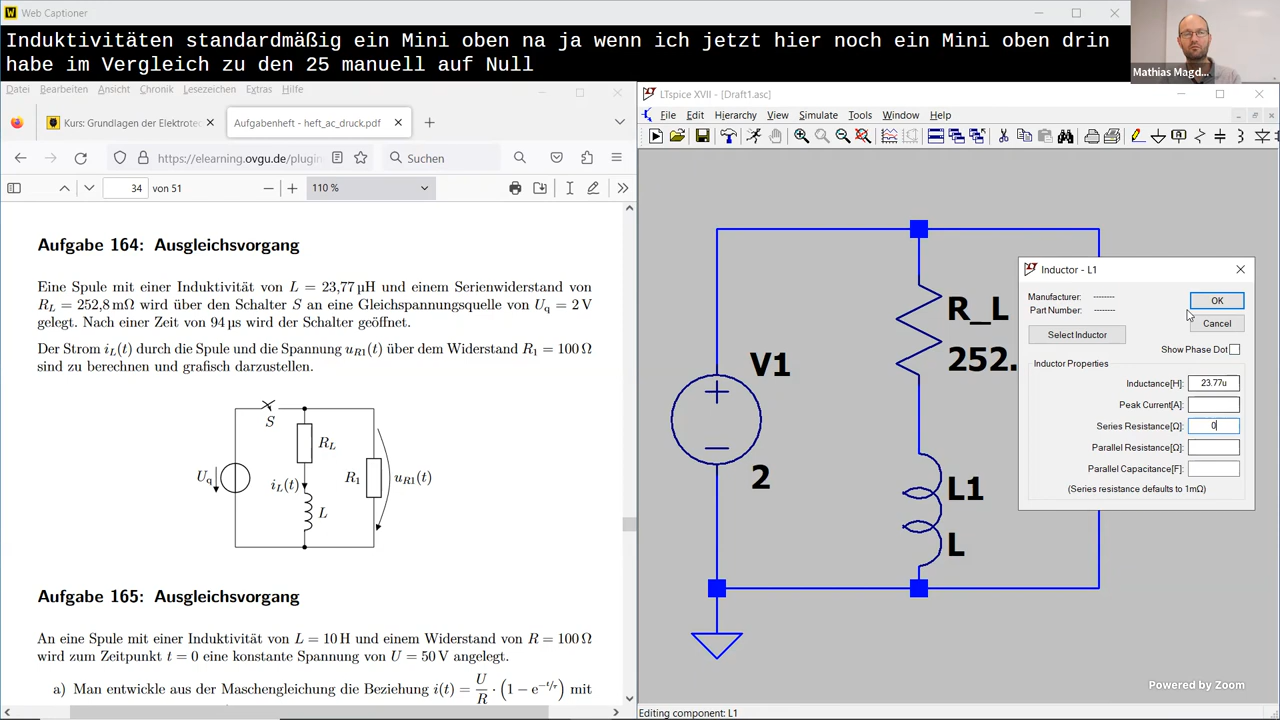 Web Captioner
Induktivitäten standardmäßig ein Mini oben na ja wenn ich jetzt hier noch ein Mini oben drin
habe im Vergleich zu den 25 manuell auf Null
Mathias Magd...
Datei Bearbeiten Ansicht Chronik Lesezeichen Extras Hilfe
Kurs: Grundlagen der Elektrotec
Aufgabenheft - heft_ac_druck.pdf
https://elearning.ovgu.de/plugin
Suchen
34 von 51
110 %
Aufgabe 164: Ausgleichsvorgang
Eine Spule mit einer Induktivität von L = 23,77 µH und einem Serienwiderstand von
R_L = 252,8 mΩ wird über den Schalter S an eine Gleichspannungsquelle von U_q = 2 V
gelegt. Nach einer Zeit von 94 µs wird der Schalter geöffnet.
Der Strom i_L(t) durch die Spule und die Spannung u_R1(t) über dem Widerstand R_1 = 100 Ω
sind zu berechnen und grafisch darzustellen.
S
R_L
U_q
i_L(t)
R_1
u_R1(t)
L
Aufgabe 165: Ausgleichsvorgang
An eine Spule mit einer Induktivität von L = 10 H und einem Widerstand von R = 100 Ω
wird zum Zeitpunkt t = 0 eine konstante Spannung von U = 50 V angelegt.
a) Man entwickle aus der Maschengleichung die Beziehung i(t) = U/R · (1 − e^−t/τ) mit
LTspice XVII - [Draft1.asc]
File Edit Hierarchy View Simulate Tools Window Help
R_L
252.
V1
2
L1
L
Inductor - L1
Manufacturer: --------
Part Number: --------
OK
Cancel
Select Inductor
Show Phase Dot
Inductor Properties
Inductance[H]: 23.77u
Peak Current[A]:
Series Resistance[Ω]: 0
Parallel Resistance[Ω]:
Parallel Capacitance[F]:
(Series resistance defaults to 1mΩ)
Powered by Zoom
Editing component: L1